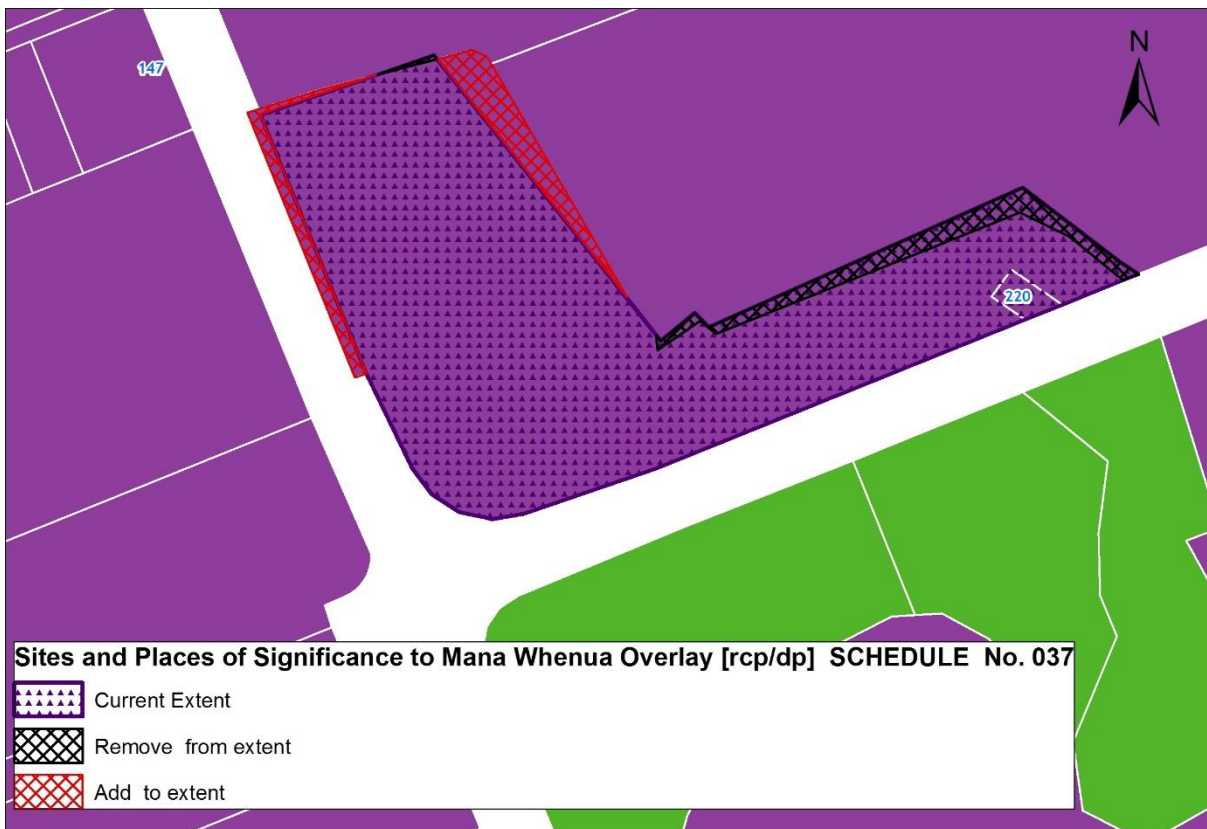 147
N
220
Sites and Places of Significance to Mana Whenua Overlay [rcp/dp] SCHEDULE No. 037
Current Extent
Remove from extent
Add to extent